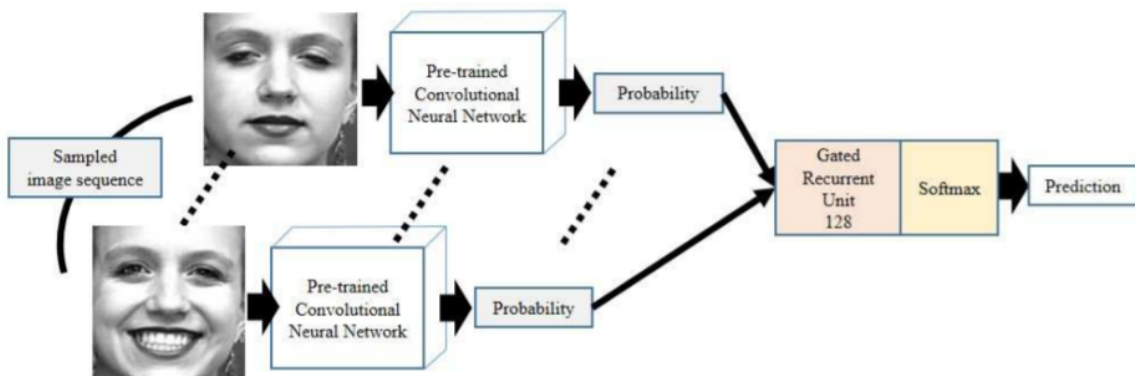 Pre-trained
Convolutional
Neural Network
Probability
Sampled
image sequence
Gated
Recurrent
Unit
128
Softmax
Prediction
Pre-trained
Convolutional
Neural Network
Probability